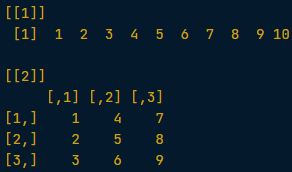 [[1]]
 [1]  1  2  3  4  5  6  7  8  9 10
[[2]]
     [,1] [,2] [,3]
[1,]    1    4    7
[2,]    2    5    8
[3,]    3    6    9